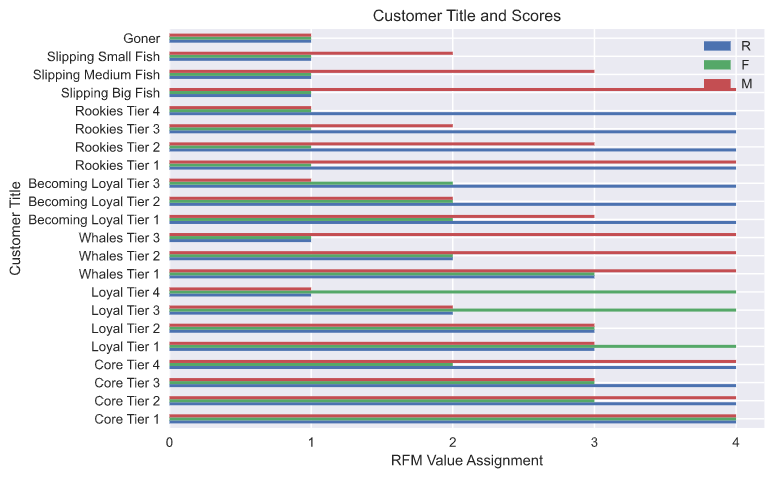 Customer Title and Scores
Goner
Slipping Small Fish
Slipping Medium Fish
Slipping Big Fish
Rookies Tier 4
Rookies Tier 3
Rookies Tier 2
Rookies Tier 1
Becoming Loyal Tier 3
Becoming Loyal Tier 2
Becoming Loyal Tier 1
Whales Tier 3
Whales Tier 2
Whales Tier 1
Loyal Tier 4
Loyal Tier 3
Loyal Tier 2
Loyal Tier 1
Core Tier 4
Core Tier 3
Core Tier 2
Core Tier 1
Customer Title
R
F
M
0 1 2 3 4
RFM Value Assignment